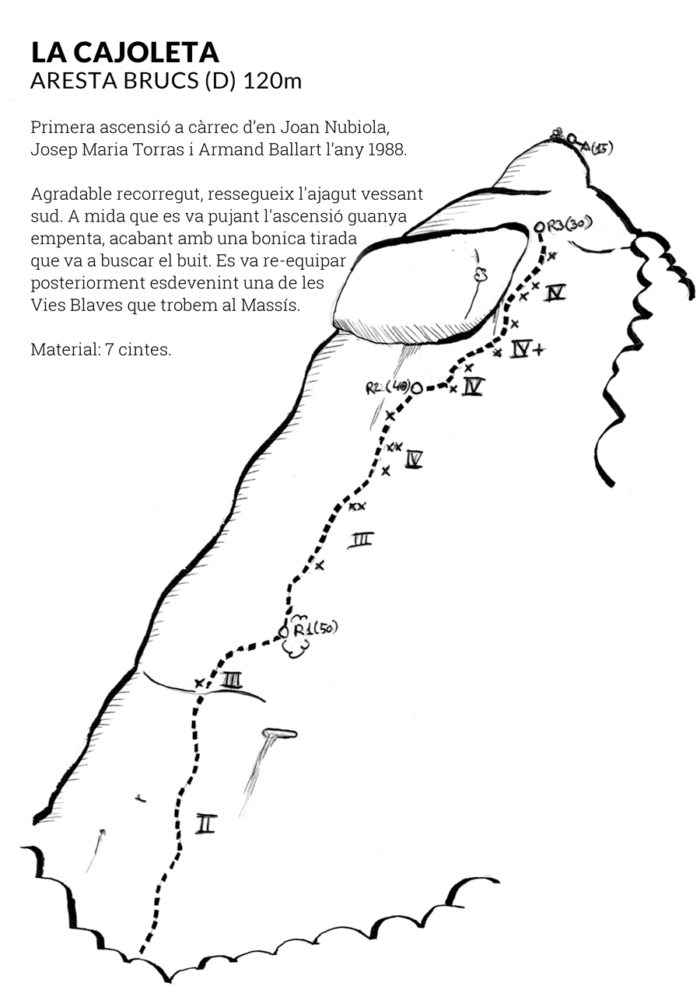 LA CAJOLETA
ARESTA BRUCS (D) 120m
Primera ascensió a càrrec d'en Joan Nubiola,
Josep Maria Torras i Armand Ballart l'any 1988.
Agradable recorregut, ressegueix l'ajagut vessant
sud. A mida que es va pujant l'ascensió guanya
empenta, acabant amb una bonica tirada
que va a buscar el buit. Es va re-equipar
posteriorment esdevenint una de les
Vies Blaves que trobem al Massís.
Material: 7 cintes.
(15)
R3(30)
IV
IV+
R2(40)
IV
IV
III
R1(50)
III
II